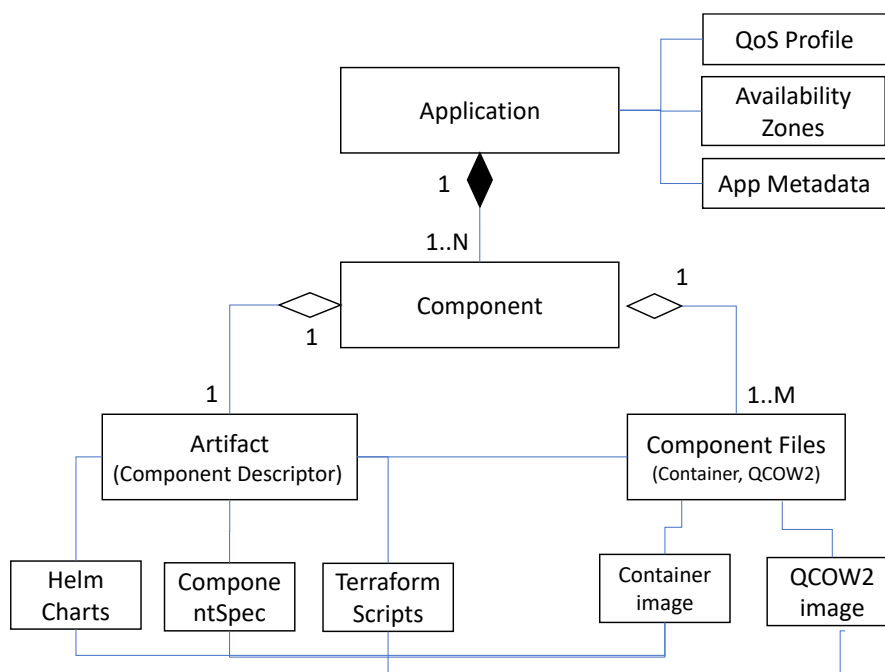 QoS Profile
Application
Availability
Zones
App Metadata
1
1..N
Component
1
1
1
1..M
Artifact
(Component Descriptor)
Component Files
(Container, QCOW2)
Helm
Charts
Compone
ntSpec
Terraform
Scripts
Container
image
QCOW2
image